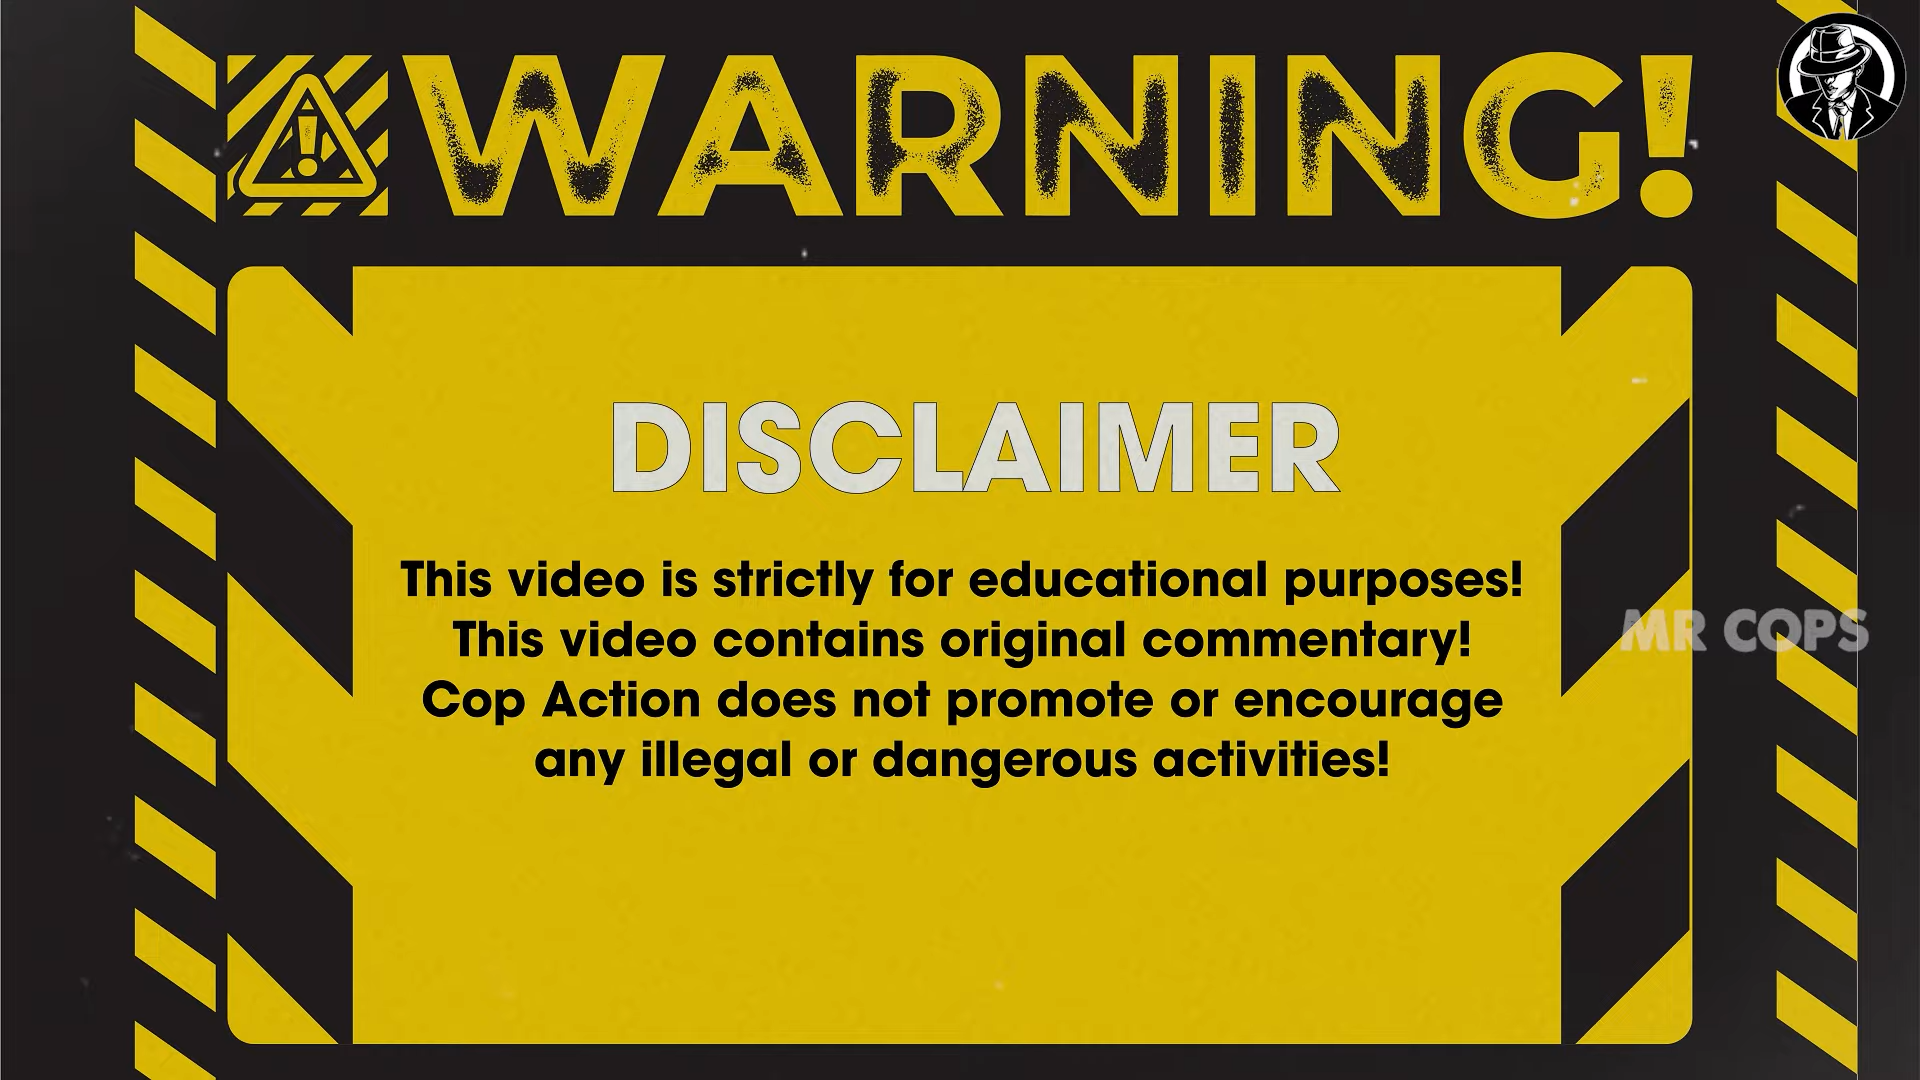 WARNING!
DISCLAIMER
This video is strictly for educational purposes!
This video contains original commentary!
MR COPS
Cop Action does not promote or encourage
any illegal or dangerous activities!